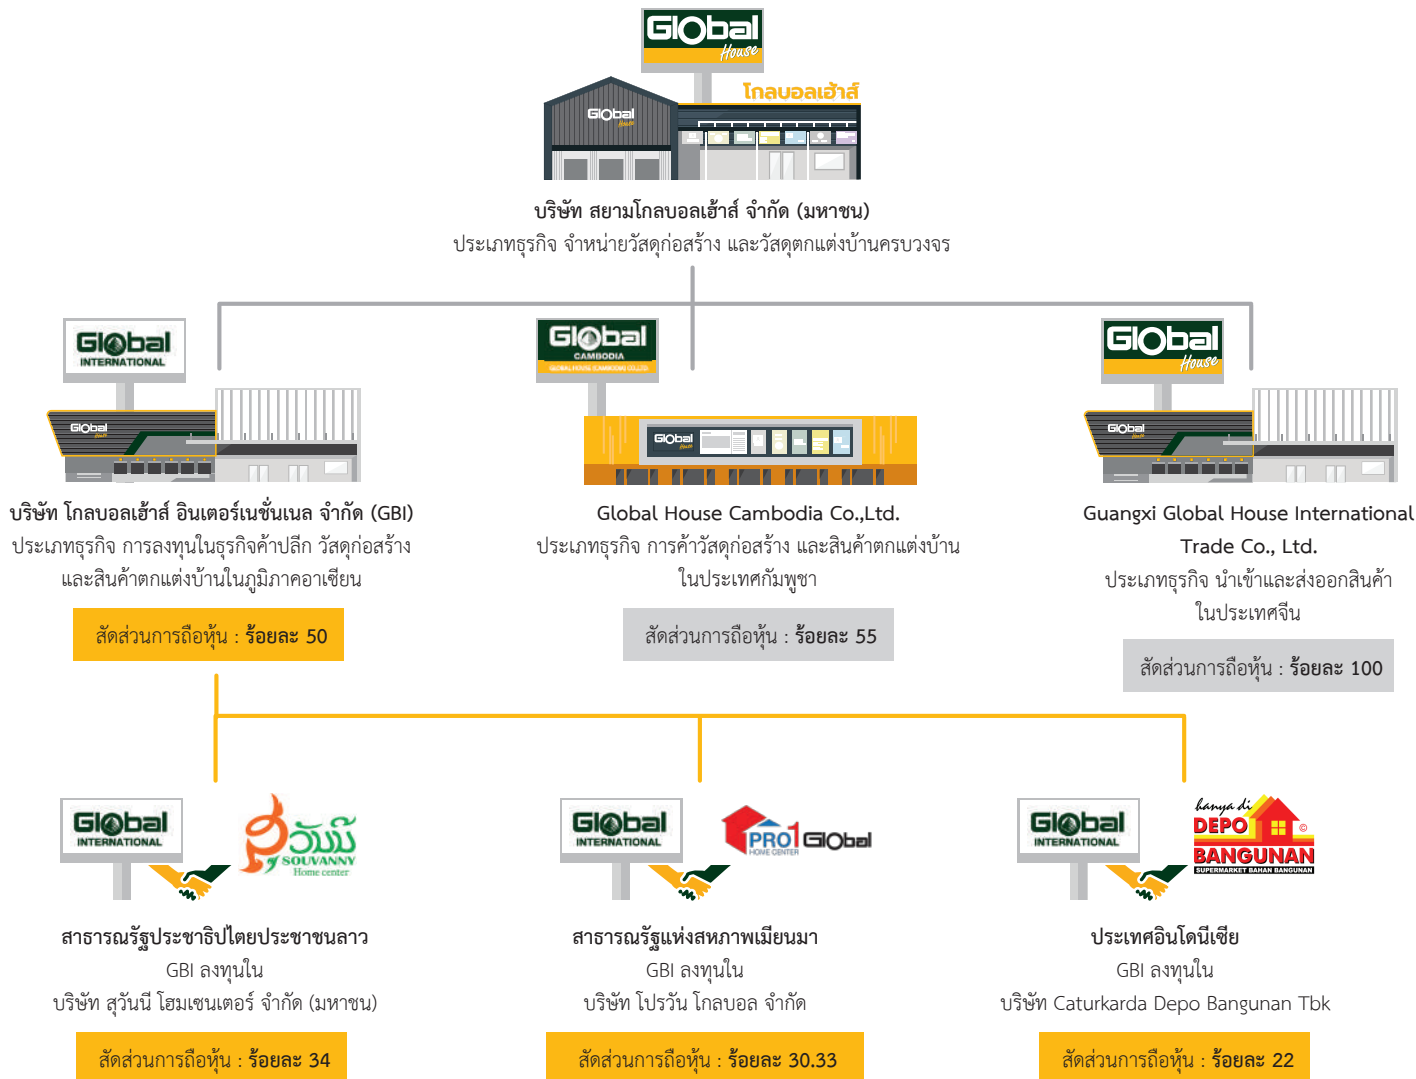 Global
House
โกลบอลเฮ้าส์
Global
House
บริษัท สยามโกลบอลเฮ้าส์ จำกัด (มหาชน)
ประเภทธุรกิจ จำหน่ายวัสดุก่อสร้าง และวัสดุตกแต่งบ้านครบวงจร
Global
INTERNATIONAL
Global
House
บริษัท โกลบอลเฮ้าส์ อินเตอร์เนชั่นเนล จำกัด (GBI)
ประเภทธุรกิจ การลงทุนในธุรกิจค้าปลีก วัสดุก่อสร้าง
และสินค้าตกแต่งบ้านในภูมิภาคอาเซียน
สัดส่วนการถือหุ้น : ร้อยละ 50
Global
CAMBODIA
GLOBAL HOUSE (CAMBODIA) CO.,LTD.
Global
House
Global House Cambodia Co.,Ltd.
ประเภทธุรกิจ การค้าวัสดุก่อสร้าง และสินค้าตกแต่งบ้าน
ในประเทศกัมพูชา
สัดส่วนการถือหุ้น : ร้อยละ 55
Global
House
Global
House
Guangxi Global House International
Trade Co., Ltd.
ประเภทธุรกิจ นำเข้าและส่งออกสินค้า
ในประเทศจีน
สัดส่วนการถือหุ้น : ร้อยละ 100
Global
INTERNATIONAL
ສຸວັນນີ
SOUVANNY
Home center
สาธารณรัฐประชาธิปไตยประชาชนลาว
GBI ลงทุนใน
บริษัท สุวันนี โฮมเซนเตอร์ จำกัด (มหาชน)
สัดส่วนการถือหุ้น : ร้อยละ 34
Global
INTERNATIONAL
PRO1 Global
HOME CENTER
สาธารณรัฐแห่งสหภาพเมียนมา
GBI ลงทุนใน
บริษัท โปรวัน โกลบอล จำกัด
สัดส่วนการถือหุ้น : ร้อยละ 30.33
Global
INTERNATIONAL
hanya di
DEPO ©
BANGUNAN
SUPERMARKET BAHAN BANGUNAN
ประเทศอินโดนีเซีย
GBI ลงทุนใน
บริษัท Caturkarda Depo Bangunan Tbk
สัดส่วนการถือหุ้น : ร้อยละ 22